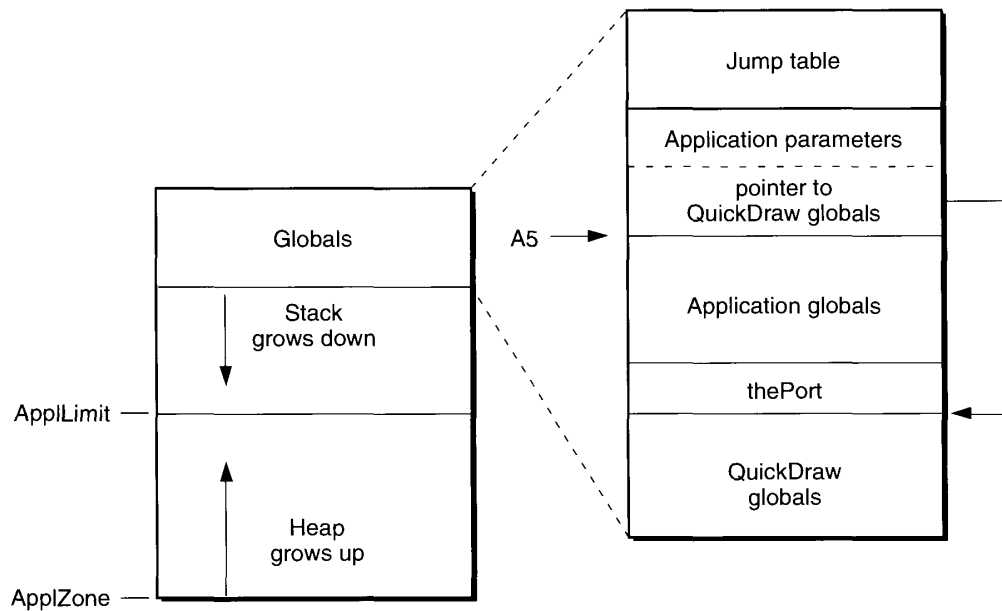 Jump table
Application parameters
pointer to
QuickDraw globals
A5
Globals
Application globals
Stack
grows down
thePort
ApplLimit
QuickDraw
globals
Heap
grows up
ApplZone